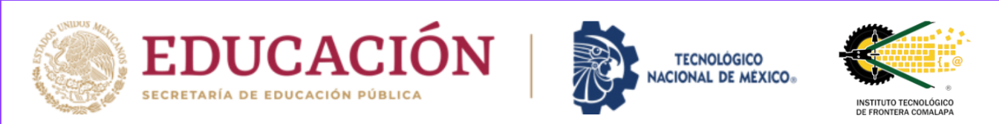 ESTADOS UNIDOS MEXICANOS
EDUCACIÓN
SECRETARÍA DE EDUCACIÓN PÚBLICA
TECNOLÓGICO
NACIONAL DE MÉXICO®
{ @
®
INSTITUTO TECNOLÓGICO
DE FRONTERA COMALAPA